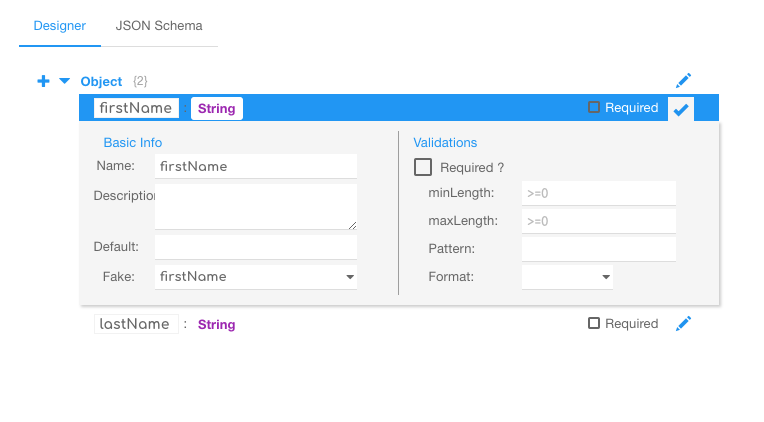 Designer JSON Schema
Object {2}
firstName : String Required
Basic Info
Name: firstName
Description
Default:
Fake: firstName
Validations
Required ?
minLength: >=0
maxLength: >=0
Pattern:
Format:
lastName : String Required